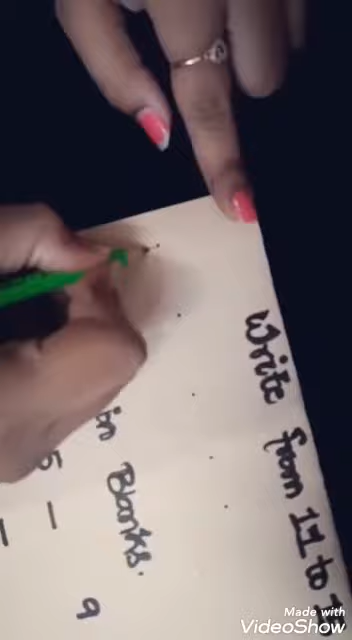 Write from 11 to
in Blanks.
5 — 9
—
Made with
VideoShow